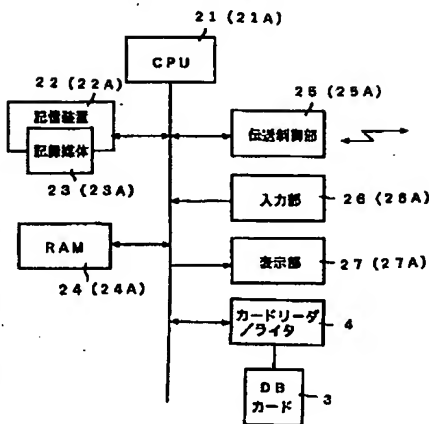 21(21A)
CPU
22(22A)
記憶装置
記録媒体
23(23A)
RAM
24(24A)
25(25A)
伝送制御部
入力部
26(26A)
表示部
27(27A)
カードリーダ
/ライタ
4
DB
カード
3